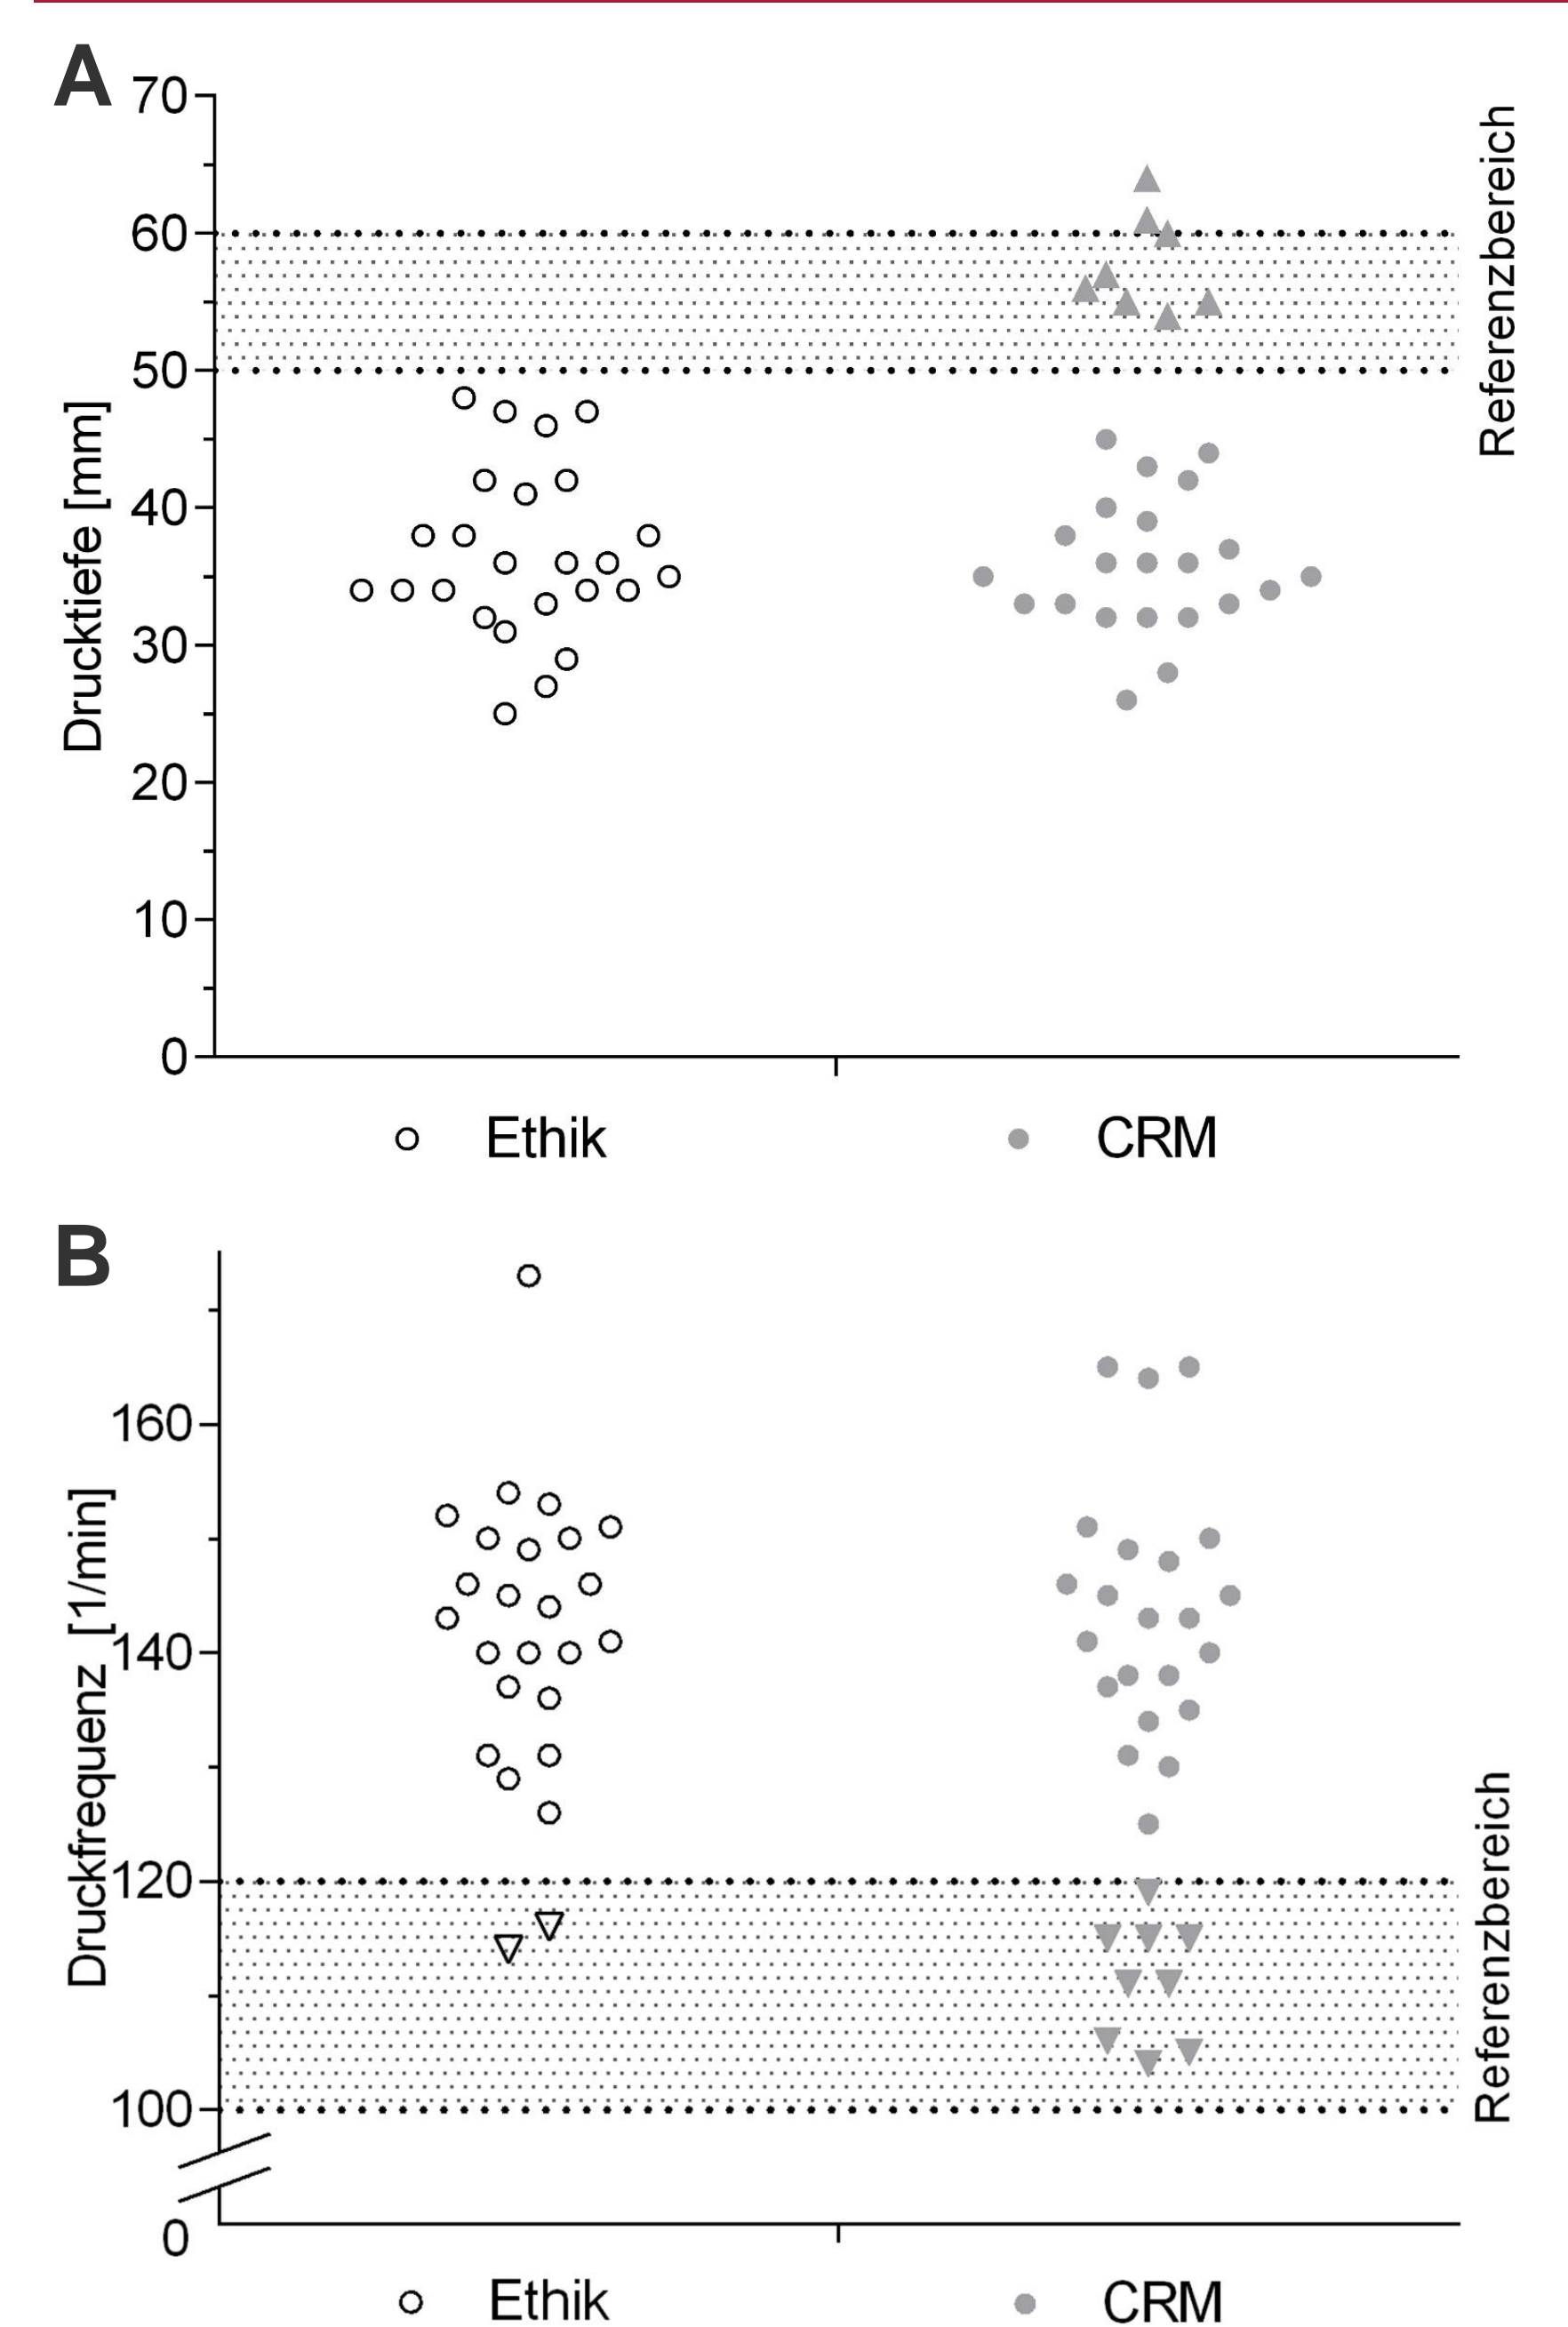 A
70
60
50
40
30
20
10
0
Drucktiefe [mm]
Referenzbereich
Ethik
CRM
B
160
140
120
100
0
Druckfrequenz [1/min]
Referenzbereich
Ethik
CRM